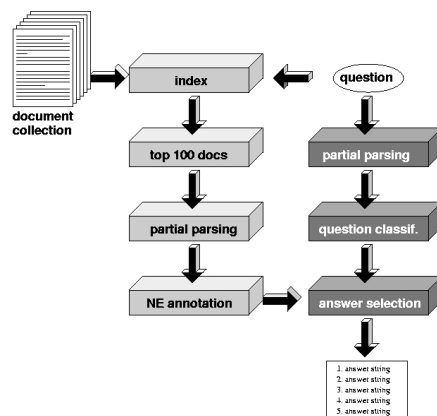 question
index
document
collection
top 100 docs
partial parsing
partial parsing
question classif.
NE annotation
answer selection
1. answer string
2. answer string
3. answer string
4. answer string
5. answer string